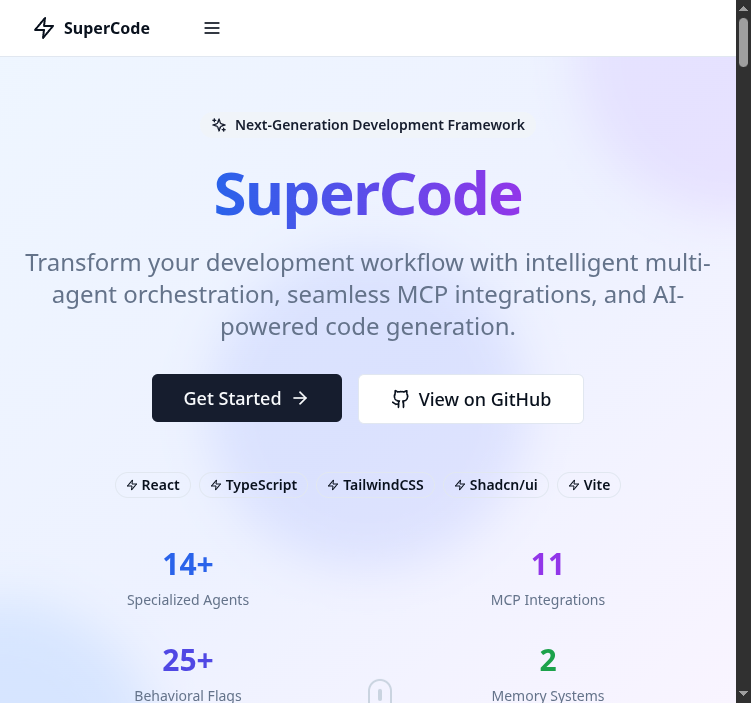 SuperCode
Next-Generation Development Framework
SuperCode
Transform your development workflow with intelligent multi-
agent orchestration, seamless MCP integrations, and AI-
powered code generation.
Get Started
View on GitHub
React
TypeScript
TailwindCSS
Shadcn/ui
Vite
14+
Specialized Agents
11
MCP Integrations
25+
Behavioral Flags
2
Memory Systems